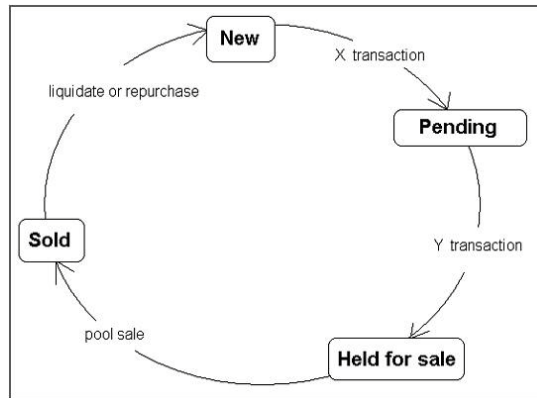 New
X transaction
liquidate or repurchase
Pending
Sold
Y transaction
pool sale
Held for sale